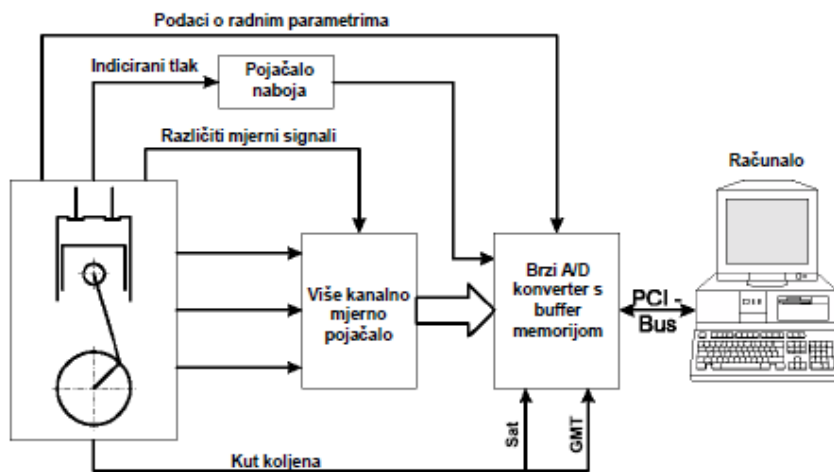 Podaci o radnim parametrima
Indicirani tlak
Pojačalo
naboja
Različiti mjerni signali
Računalo
Više kanalno
mjerno
pojačalo
Brzi A/D
konverter s
buffer
memorijom
PCI -
Bus
Sat
GMT
Kut koljena